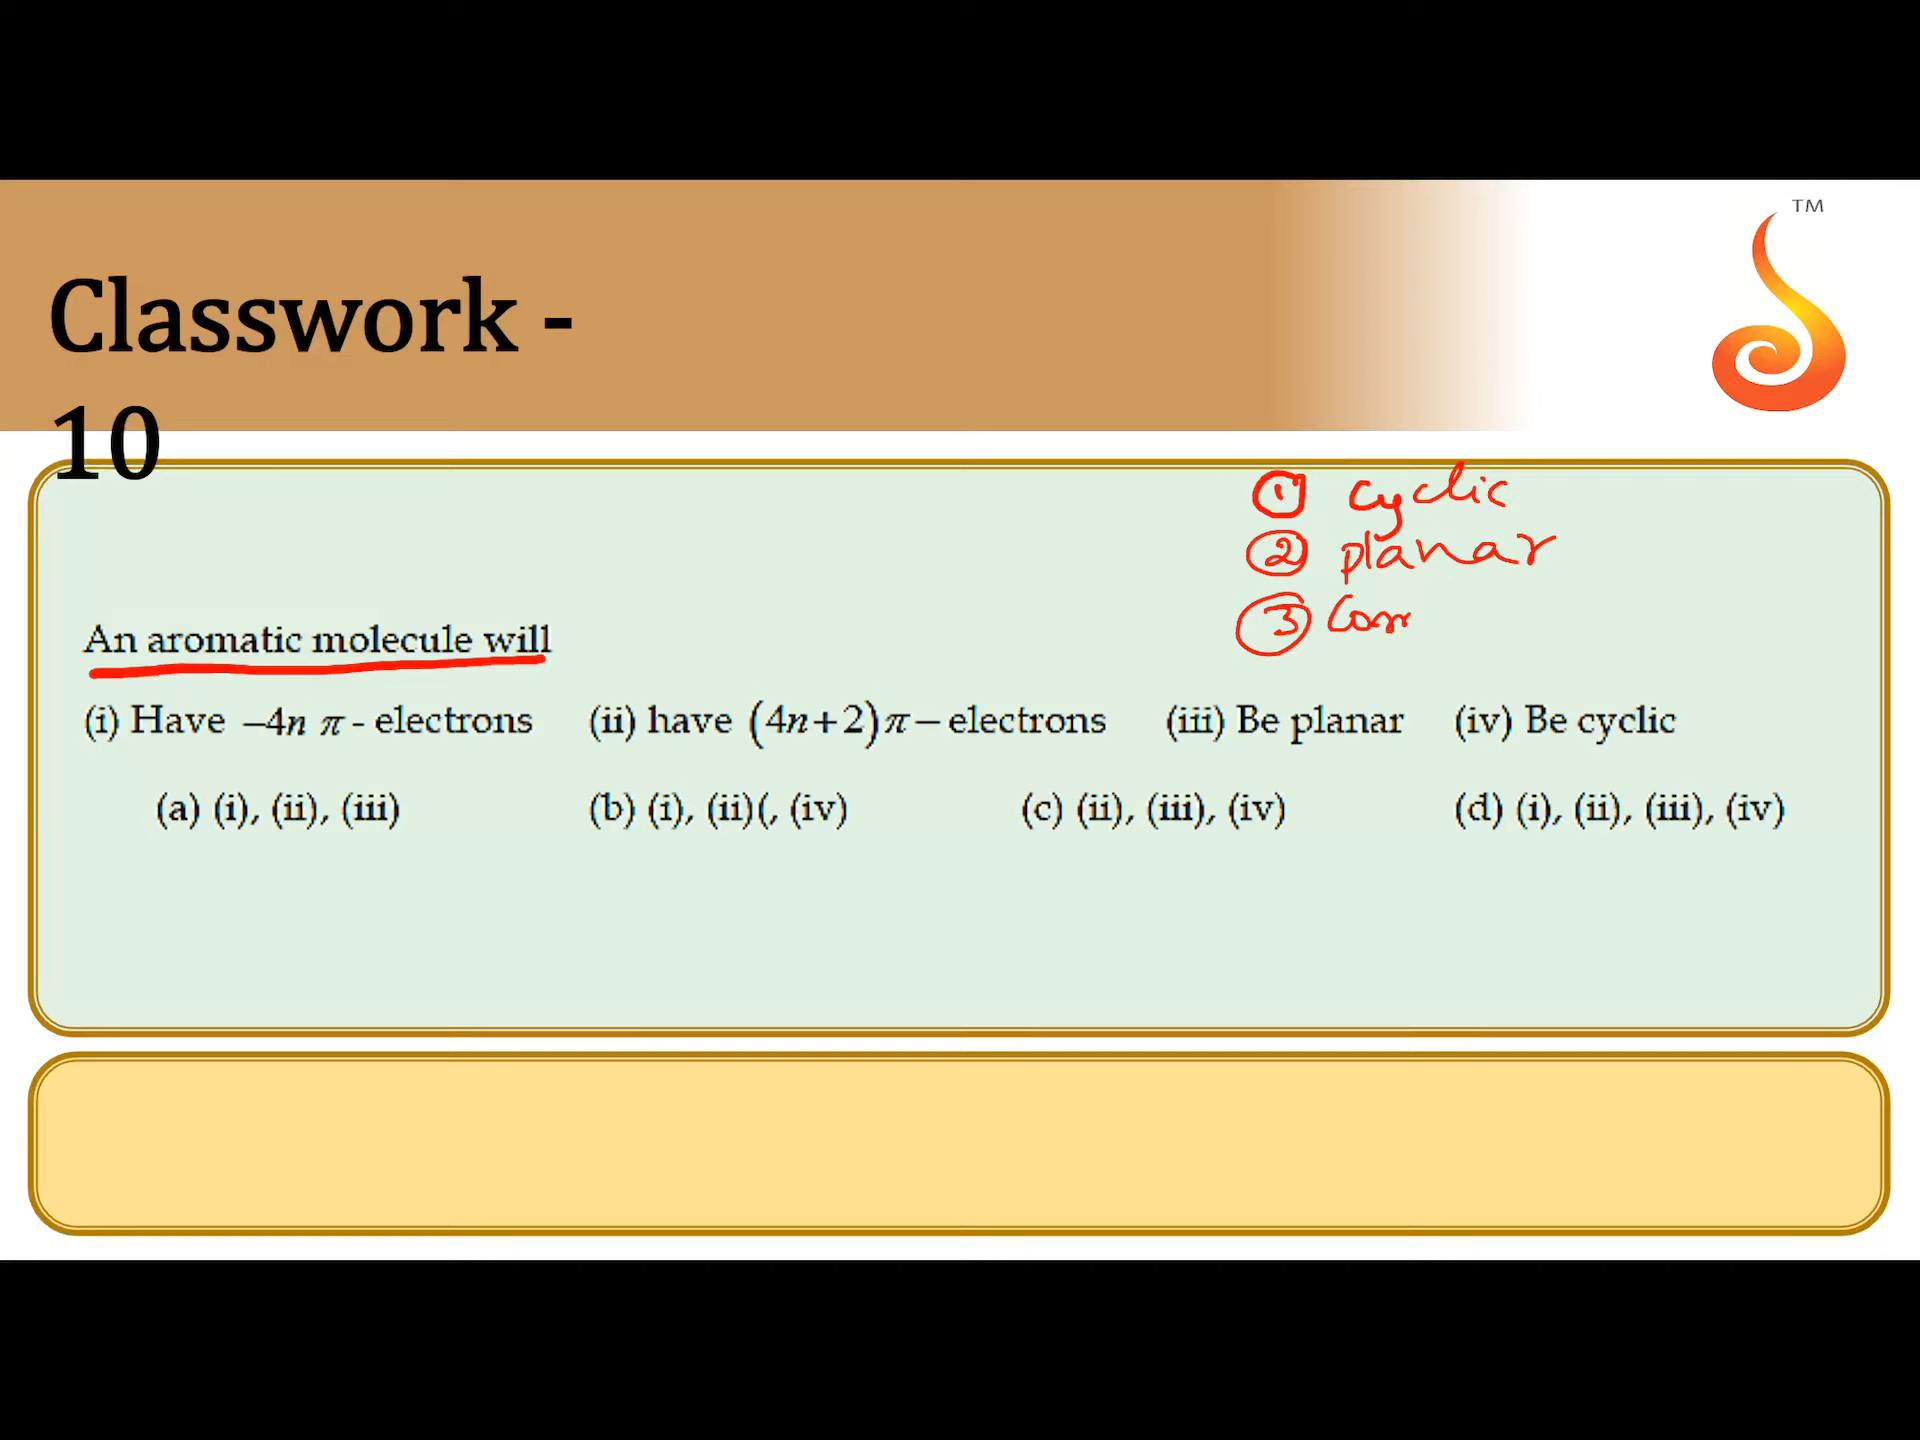 TM
Classwork -
10
① cyclic
② planar
③ Con
An aromatic molecule will
(i) Have –4n π - electrons (ii) have (4n+2)π– electrons (iii) Be planar (iv) Be cyclic
(a) (i), (ii), (iii) (b) (i), (ii)(, (iv) (c) (ii), (iii), (iv) (d) (i), (ii), (iii), (iv)